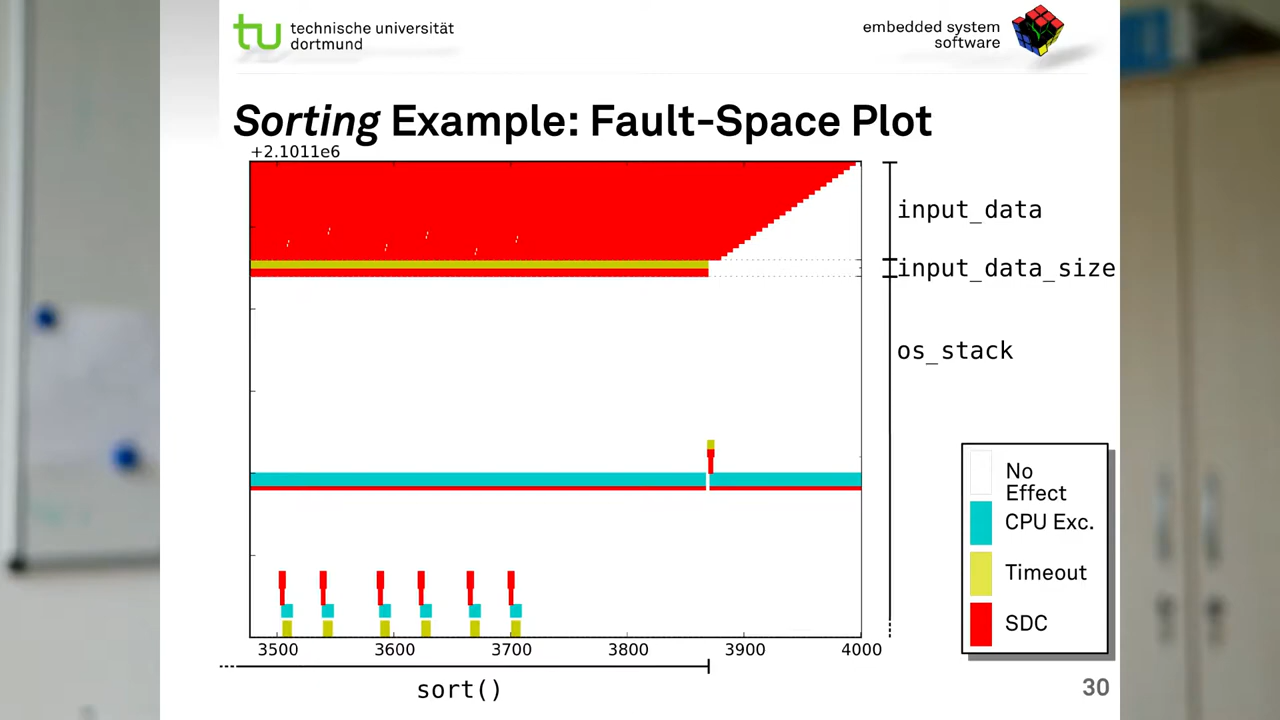 technische universität
dortmund
embedded system
software
Sorting Example: Fault-Space Plot
+2.1011e6
input_data
input_data_size
os_stack
No
Effect
CPU Exc.
Timeout
SDC
3500
3600
3700
3800
3900
4000
sort()
30